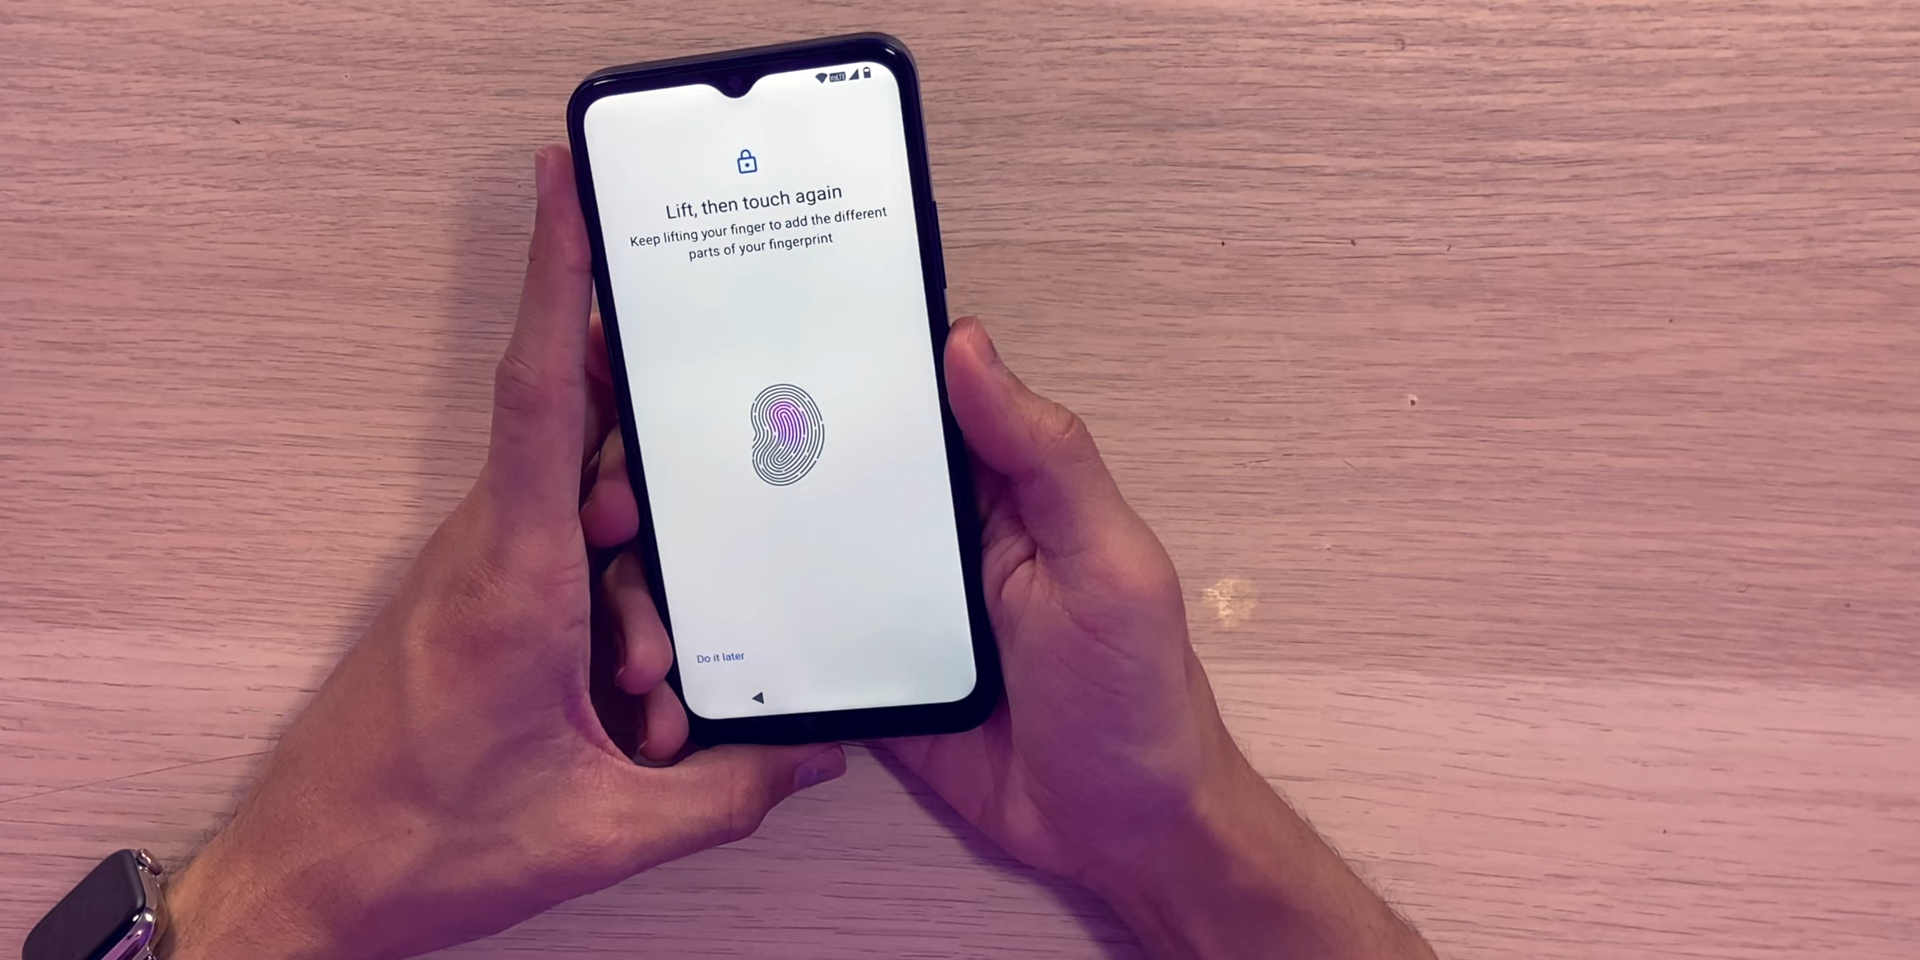 VoLTE
Lift, then touch again
Keep lifting your finger to add the different
parts of your fingerprint
Do it later